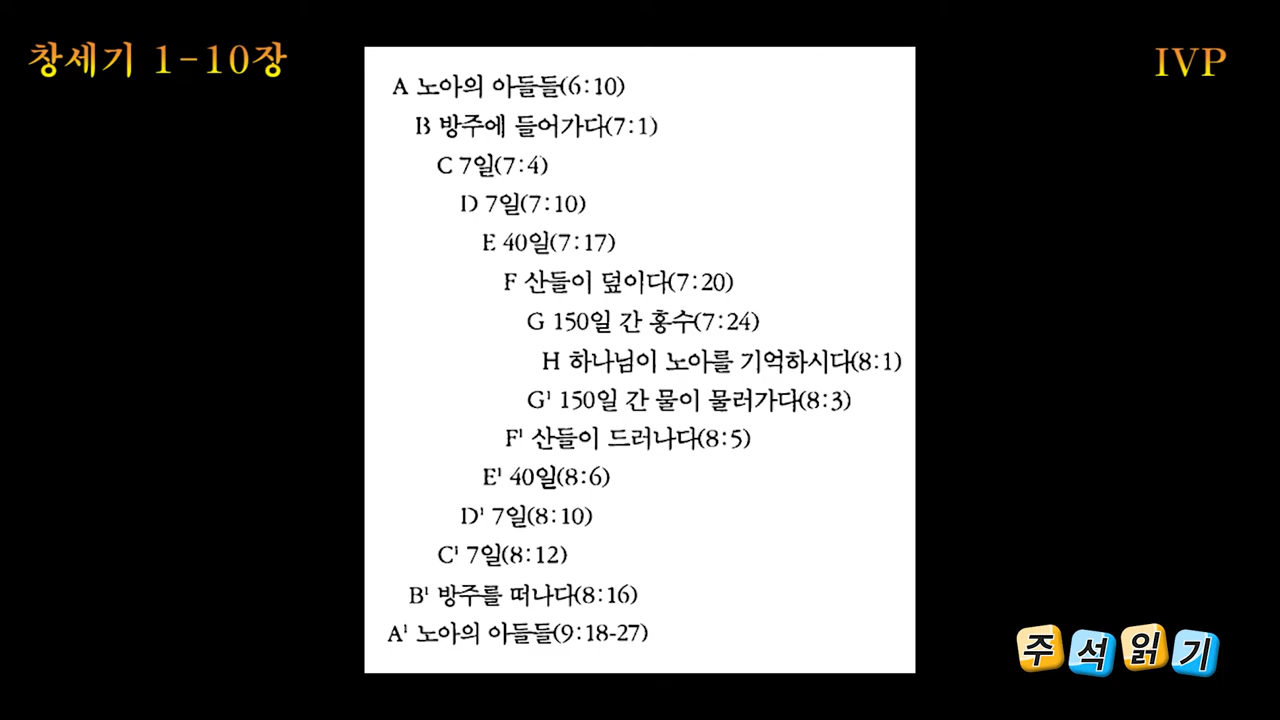 창세기 1-10장
IVP
A 노아의 아들들(6:10)
B 방주에 들어가다(7:1)
C 7일(7:4)
D 7일(7:10)
E 40일(7:17)
F 산들이 덮이다(7:20)
G 150일 간 홍수(7:24)
H 하나님이 노아를 기억하시다(8:1)
G¹ 150일 간 물이 물러가다(8:3)
F¹ 산들이 드러나다(8:5)
E¹ 40일(8:6)
D¹ 7일(8:10)
C¹ 7일(8:12)
B¹ 방주를 떠나다(8:16)
A¹ 노아의 아들들(9:18-27)
주석읽기